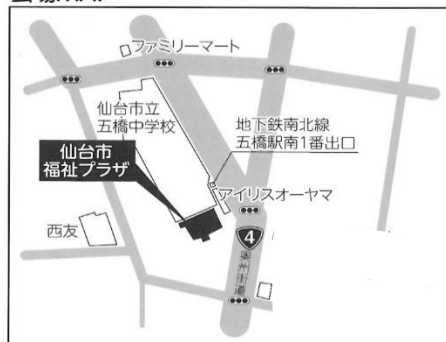 ファミリーマート
仙台市立
五橋中学校
地下鉄南北線
五橋駅南1番出口
仙台市
福祉プラザ
アイリスオーヤマ
西友
4
奥州街道